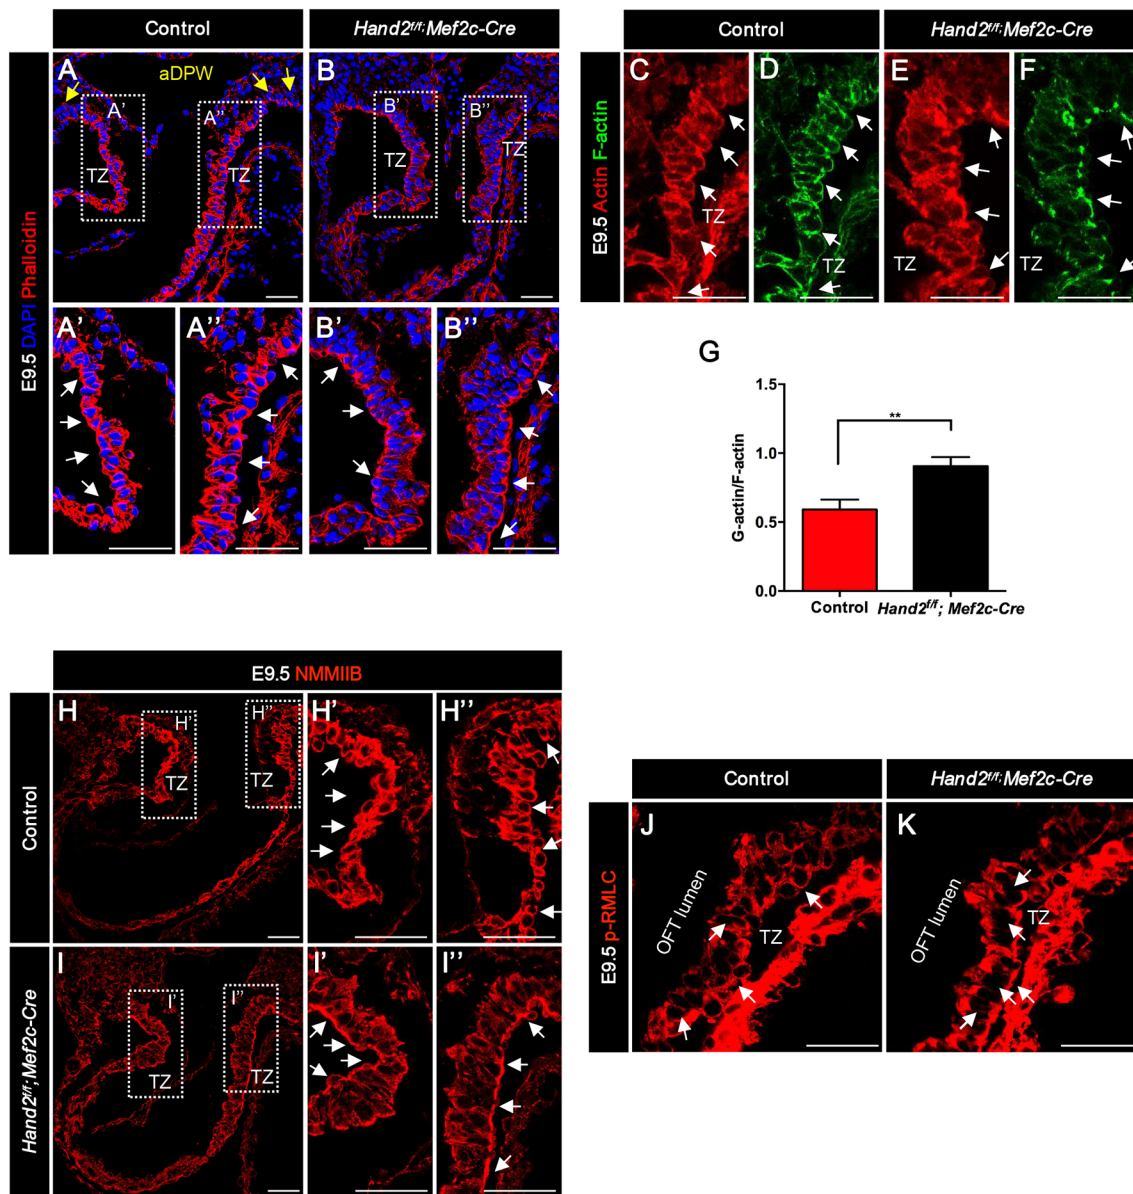 Control
Hand2f/f;Mef2c-Cre
E9.5 DAPI Phalloidin
A
aDPW
A'
A''
TZ
TZ
B
B'
B''
TZ
TZ
A'
A''
B'
B''
Control
Hand2f/f;Mef2c-Cre
E9.5 Actin F-actin
C
TZ
D
TZ
E
TZ
F
TZ
G
G-actin/F-actin
1.5
1.0
0.5
0.0
**
Control
Hand2f/f; Mef2c-Cre
E9.5 NMMIIB
Control
H
H'
H''
TZ
TZ
H'
H''
Hand2f/f;Mef2c-Cre
I
I'
I''
TZ
TZ
I'
I''
Control
Hand2f/f;Mef2c-Cre
E9.5 p-RMLC
J
OFT lumen
TZ
K
OFT lumen
TZ